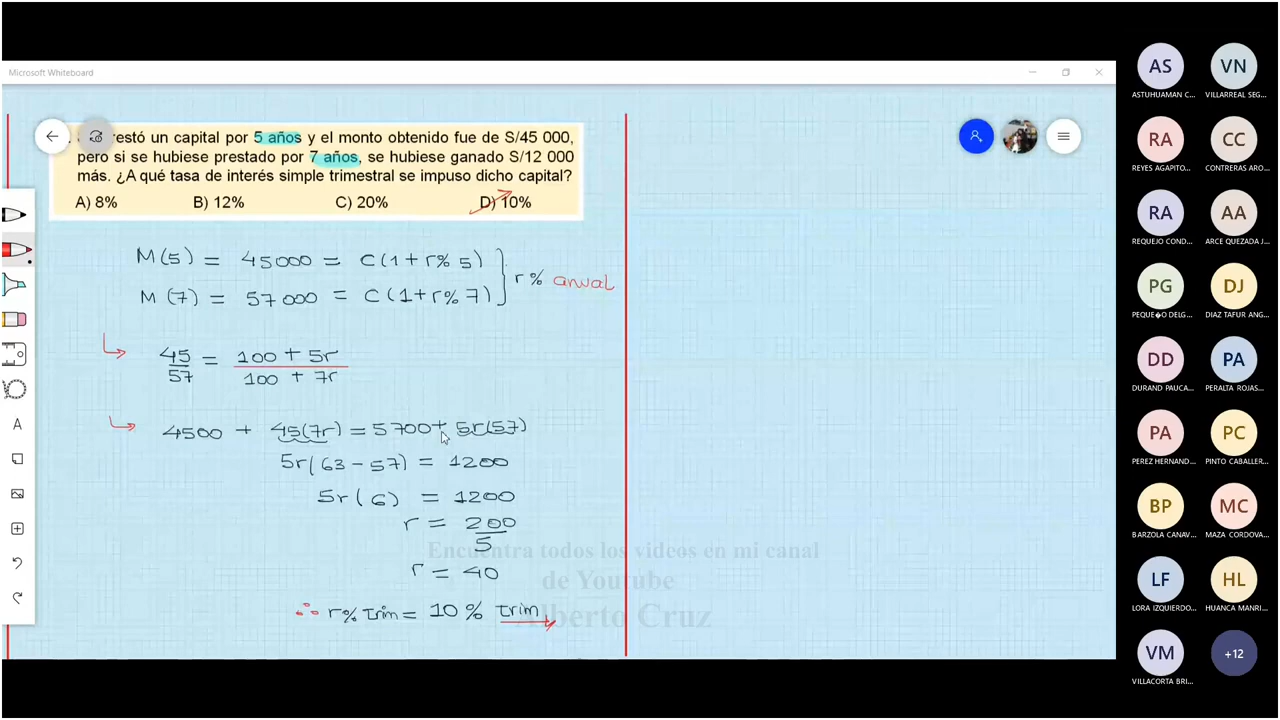 Microsoft Whiteboard
restó un capital por 5 años y el monto obtenido fue de S/45 000,
pero si se hubiese prestado por 7 años, se hubiese ganado S/12 000
más. ¿A qué tasa de interés simple trimestral se impuso dicho capital?
A) 8% B) 12% C) 20% D) 10%
M(5) = 45000 = C(1+r% 5)
M(7) = 57000 = C(1+r% 7)
r% anual
45/57 = 100 + 5r / 100 + 7r
4500 + 45(7r) = 5700 + 5r(57)
5r(63 - 57) = 1200
5r(6) = 1200
r = 200/5
r = 40
∴ r% Trim = 10% trim
Encuentra todos los videos en mi canal
de Youtube
Alberto Cruz
A
AS
ASTUHUAMAN C...
VN
VILLARREAL SEG...
RA
REYES AGAPITO...
CC
CONTRERAS ARO...
RA
REQUEJO COND...
AA
ARCE QUEZADA J...
PG
PEQUE�O DELG...
DJ
DIAZ TAFUR ANG...
DD
DURAND PAUCA...
PA
PERALTA ROJAS...
PA
PEREZ HERNAND...
PC
PINTO CABALLER...
BP
BARZOLA CANAV...
MC
MAZA CORDOVA...
LF
LORA IZQUIERDO...
HL
HUANCA MANRI...
VM
VILLACORTA BRI...
+12